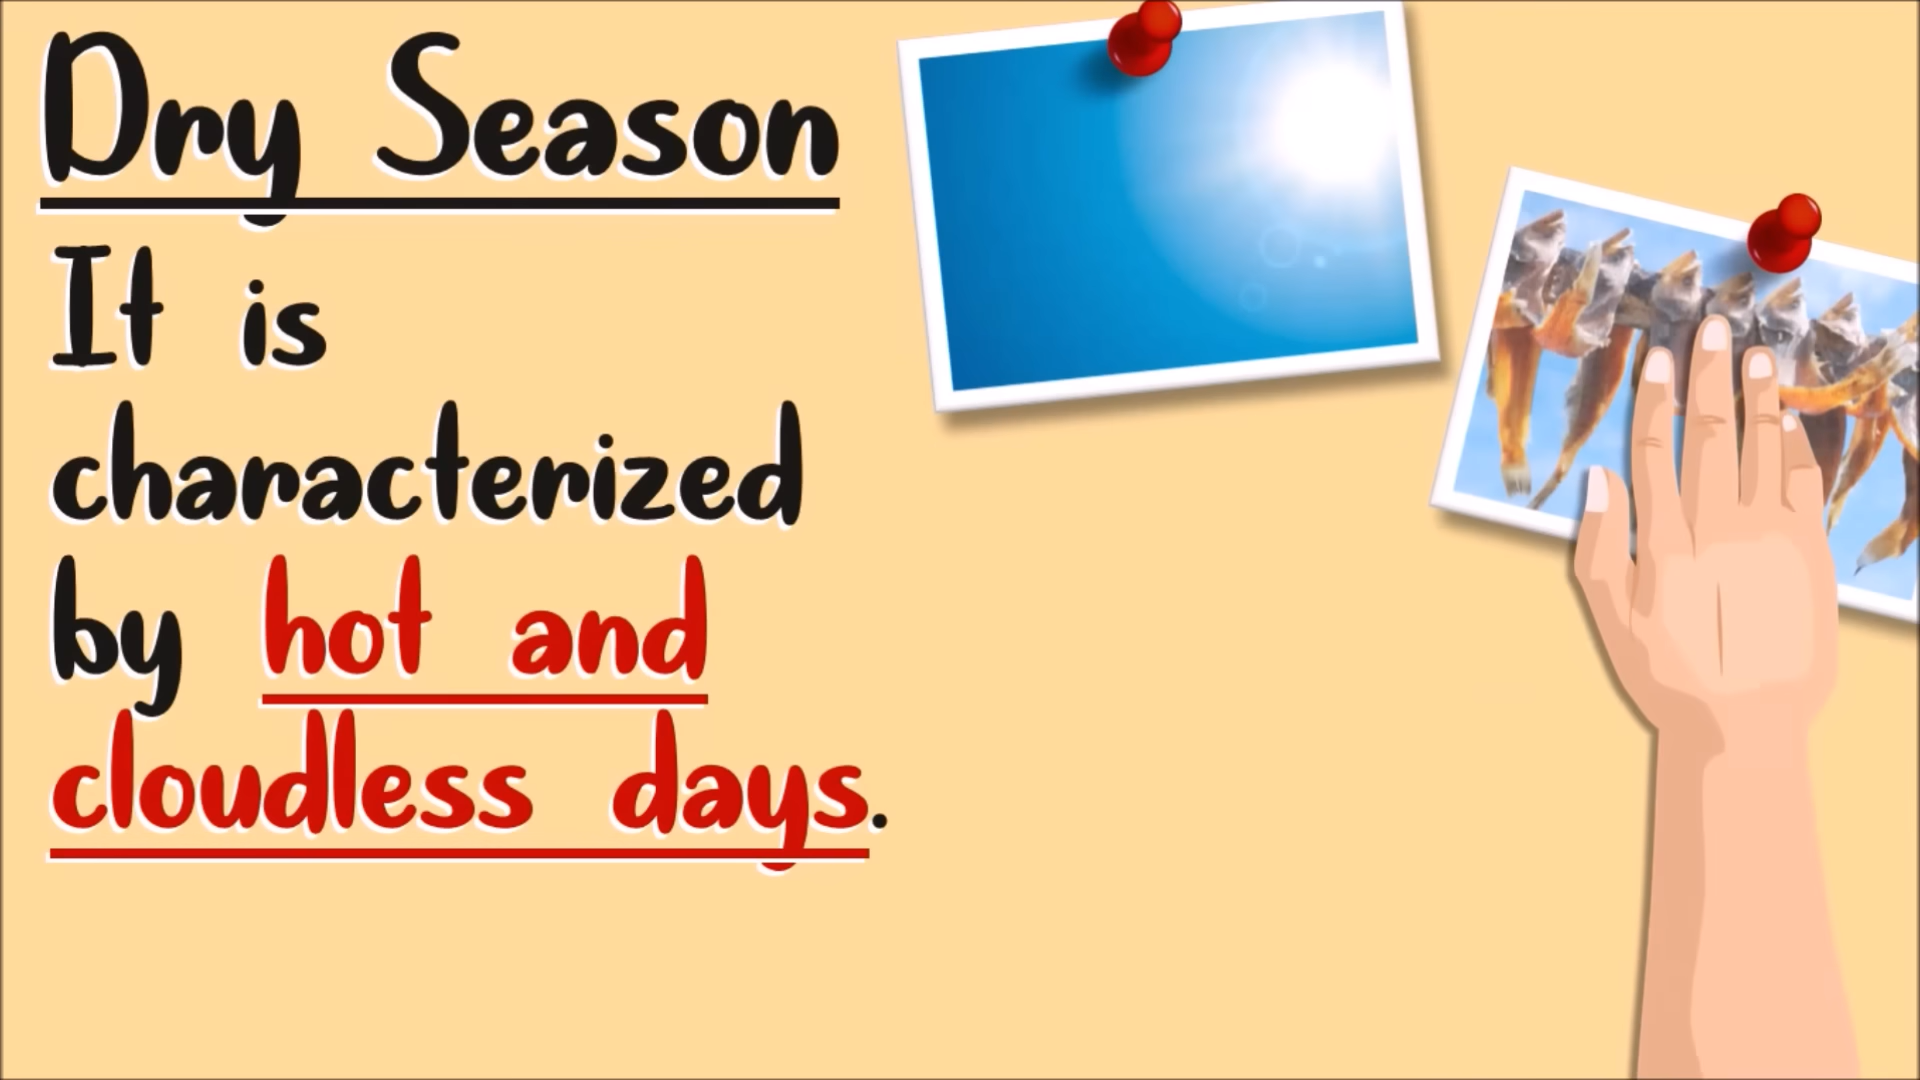 Dry Season
It is
characterized
by hot and
cloudless days.